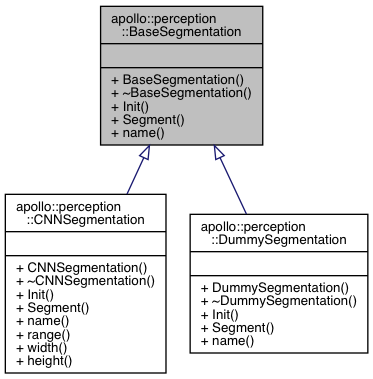 apollo::perception
::BaseSegmentation
+ BaseSegmentation()
+ ~BaseSegmentation()
+ Init()
+ Segment()
+ name()
apollo::perception
::CNNSegmentation
+ CNNSegmentation()
+ ~CNNSegmentation()
+ Init()
+ Segment()
+ name()
+ range()
+ width()
+ height()
apollo::perception
::DummySegmentation
+ DummySegmentation()
+ ~DummySegmentation()
+ Init()
+ Segment()
+ name()